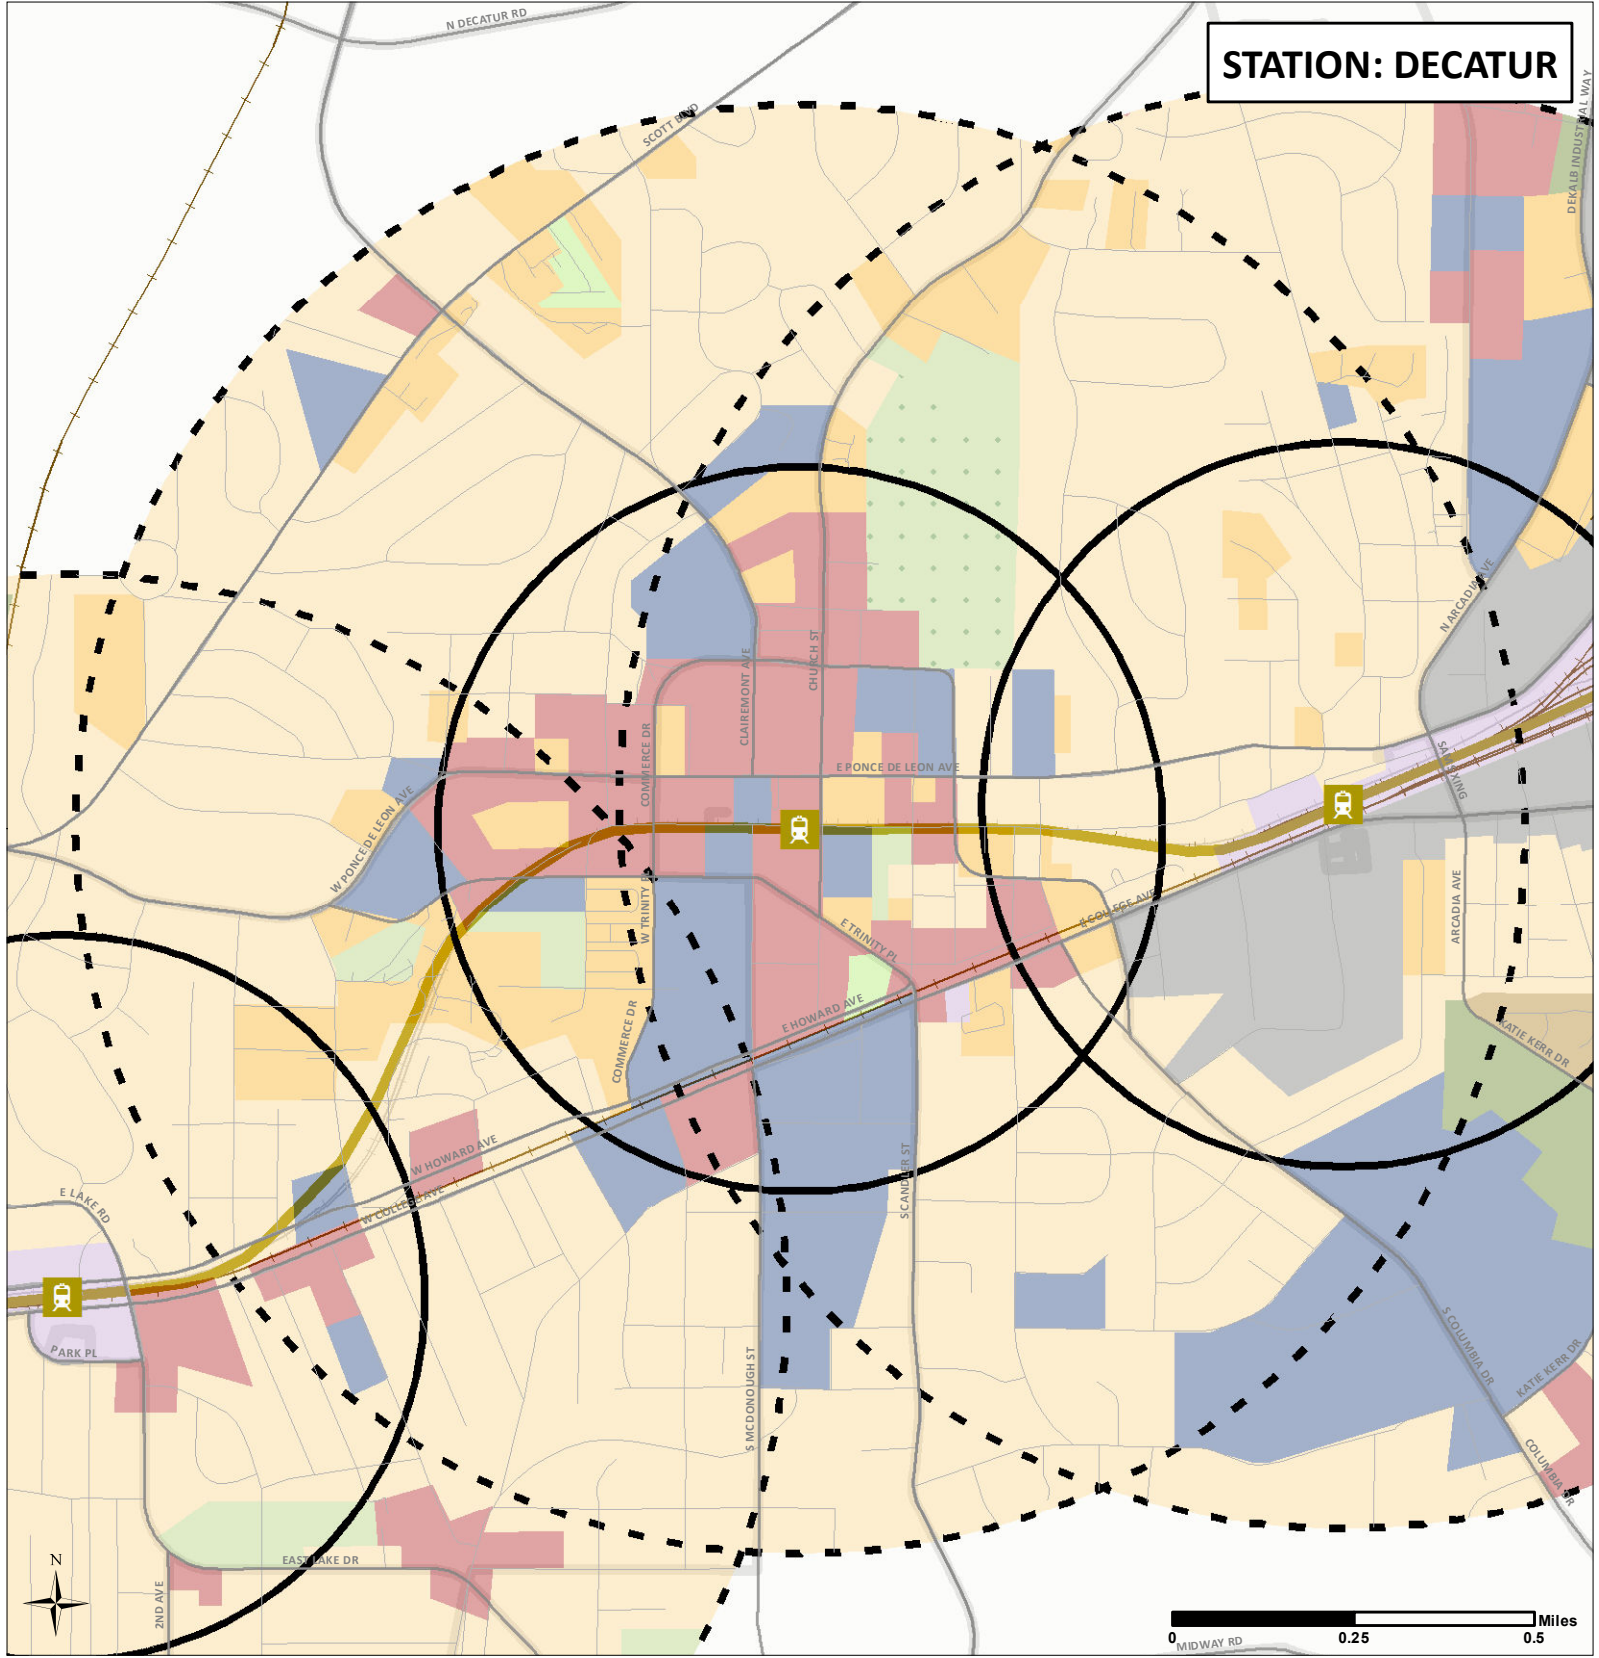 N DECATUR RD
STATION: DECATUR
SCOTT BLVD
DEKALB INDUSTRIAL WAY
N ARCADIA AVE
CLAIREMONT AVE
CHURCH ST
COMMERCE DR
E PONCE DE LEON AVE
SAMS XING
W PONCE DE LEON AVE
W TRINITY PL
E TRINITY PL
E COLLEGE AVE
ARCADIA AVE
E HOWARD AVE
COMMERCE DR
KATIE KERR DR
W HOWARD AVE
W COLLEGE AVE
S CANDLER ST
E LAKE RD
PARK PL
S MCDONOUGH ST
S COLUMBIA DR
KATIE KERR DR
COLUMBIA DR
EAST LAKE DR
2ND AVE
N
Miles
0 0.25 0.5
MIDWAY RD